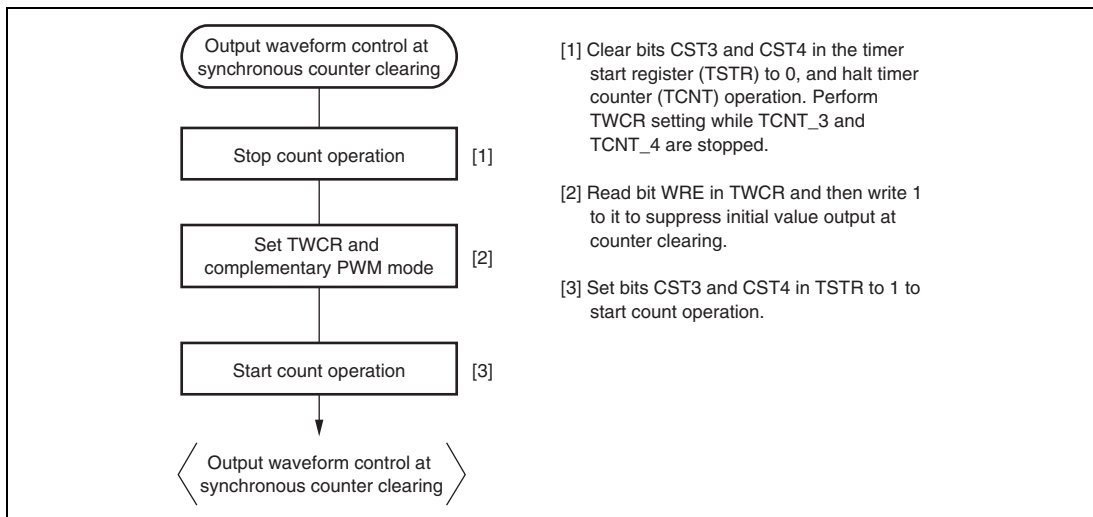 Output waveform control at
synchronous counter clearing
Stop count operation
[1]
Set TWCR and
complementary PWM mode
[2]
Start count operation
[3]
Output waveform control at
synchronous counter clearing
[1] Clear bits CST3 and CST4 in the timer
start register (TSTR) to 0, and halt timer
counter (TCNT) operation. Perform
TWCR setting while TCNT_3 and
TCNT_4 are stopped.
[2] Read bit WRE in TWCR and then write 1
to it to suppress initial value output at
counter clearing.
[3] Set bits CST3 and CST4 in TSTR to 1 to
start count operation.